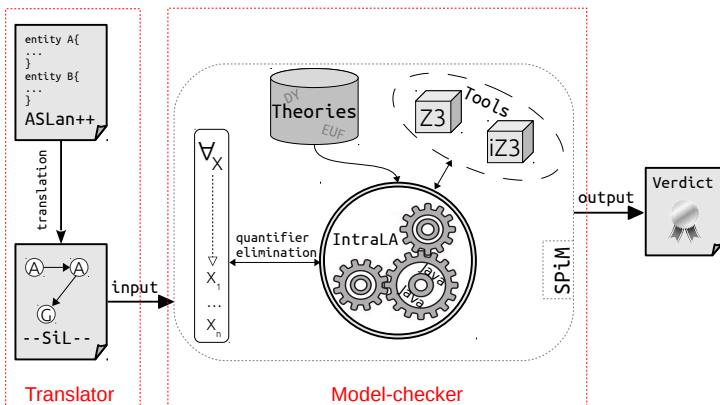 entity A{
...
}
entity B{
...
}
ASLan++
translation
A
A
G
--SiL--
Translator
input
∀X
X1
...
Xn
quantifier
elimination
DY
Theories
EUF
Tools
Z3
iZ3
IntraLA
Java
Java
SPiM
Model-checker
output
Verdict